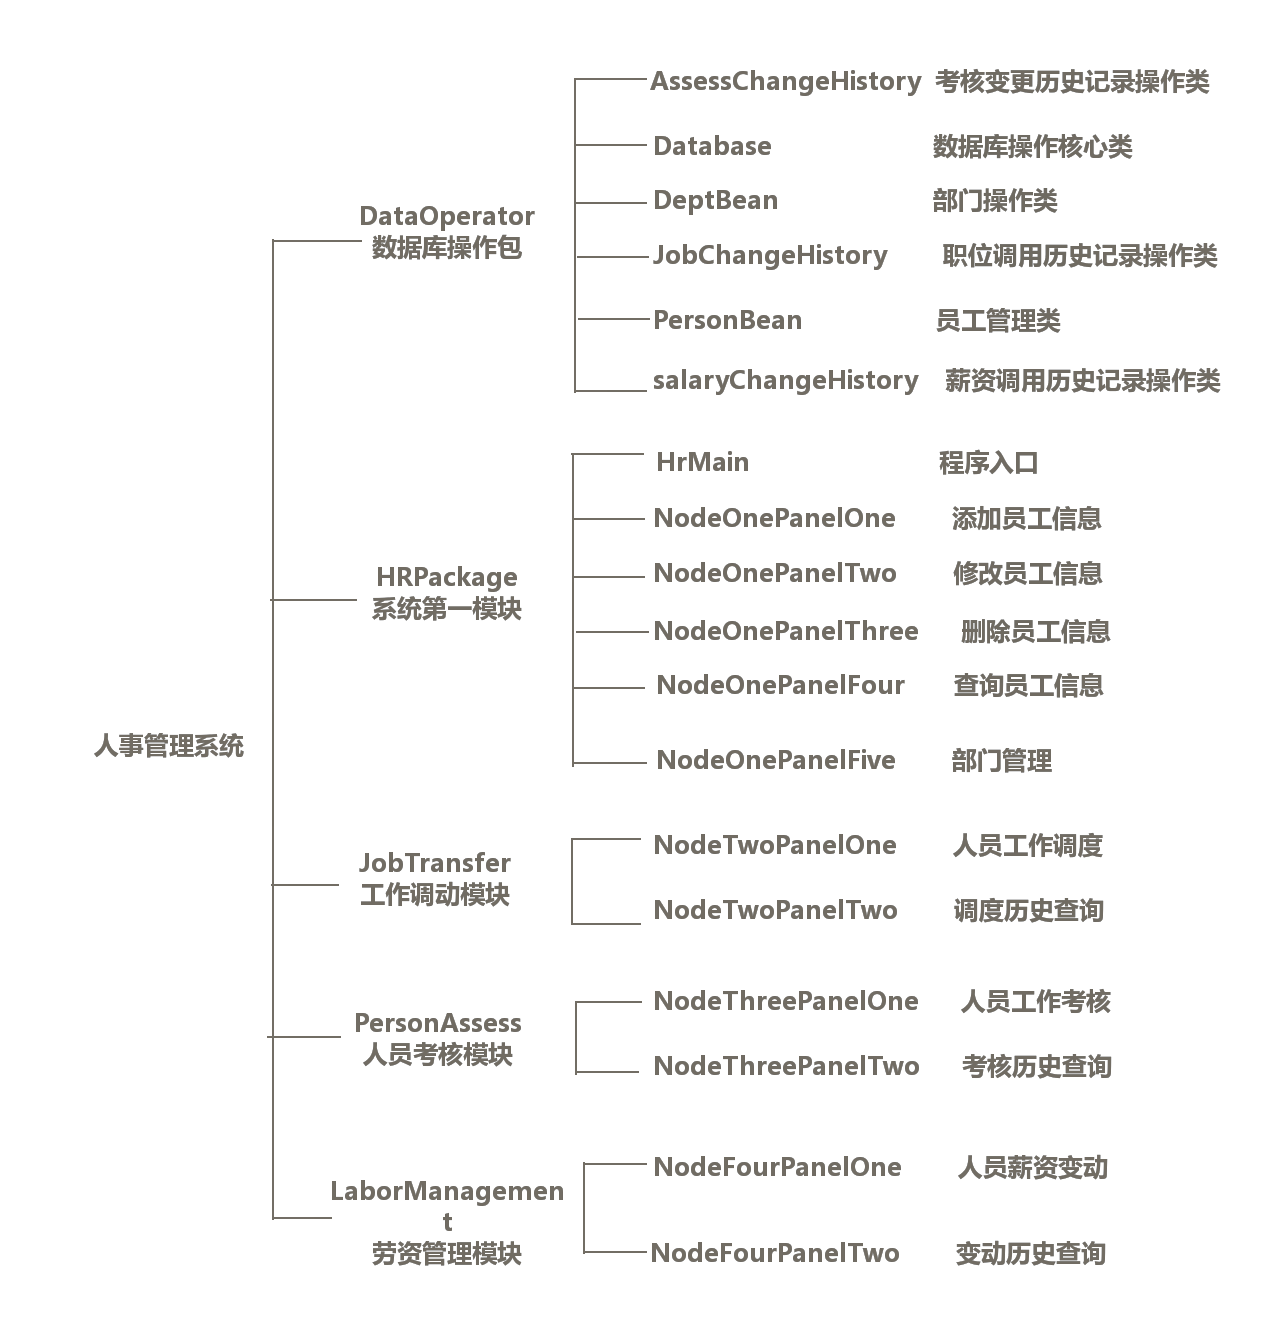 人事管理系统
DataOperator
数据库操作包
AssessChangeHistory 考核变更历史记录操作类
Database 数据库操作核心类
DeptBean 部门操作类
JobChangeHistory 职位调用历史记录操作类
PersonBean 员工管理类
salaryChangeHistory 薪资调用历史记录操作类
HRPackage
系统第一模块
HrMain 程序入口
NodeOnePanelOne 添加员工信息
NodeOnePanelTwo 修改员工信息
NodeOnePanelThree 删除员工信息
NodeOnePanelFour 查询员工信息
NodeOnePanelFive 部门管理
JobTransfer
工作调动模块
NodeTwoPanelOne 人员工作调度
NodeTwoPanelTwo 调度历史查询
PersonAssess
人员考核模块
NodeThreePanelOne 人员工作考核
NodeThreePanelTwo 考核历史查询
LaborManagemen
t
劳资管理模块
NodeFourPanelOne 人员薪资变动
NodeFourPanelTwo 变动历史查询